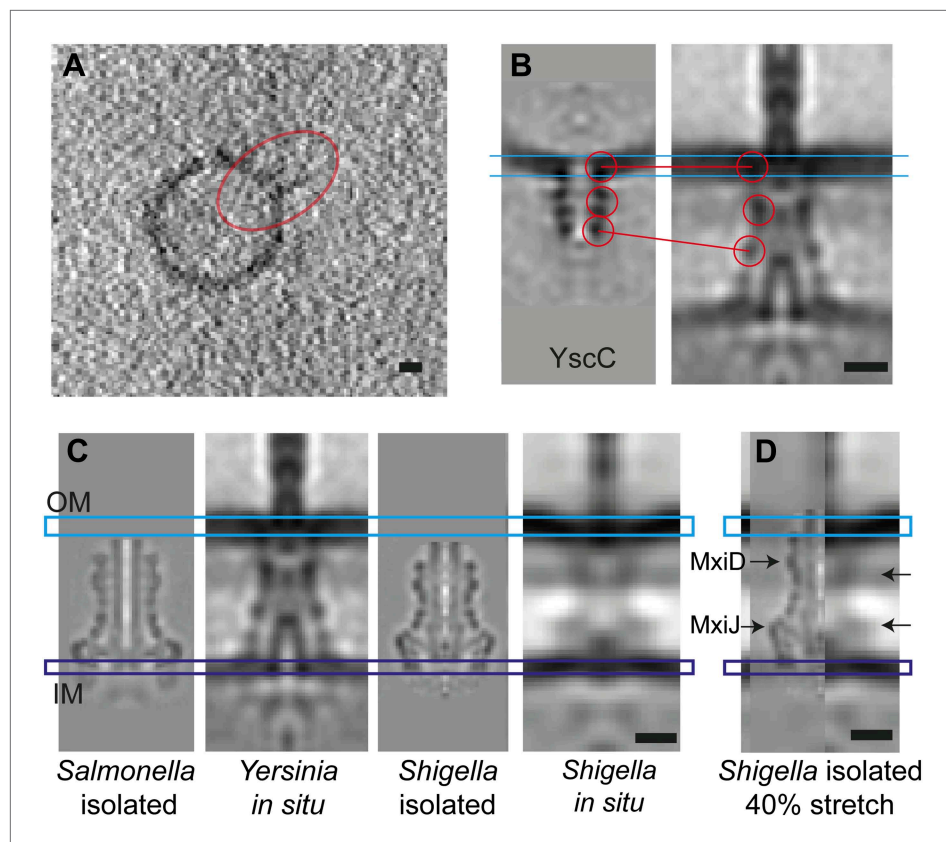 A
B
YscC
C
D
OM
MxiD
MxiJ
IM
Salmonella
isolated
Yersinia
in situ
Shigella
isolated
Shigella
in situ
Shigella isolated
40% stretch